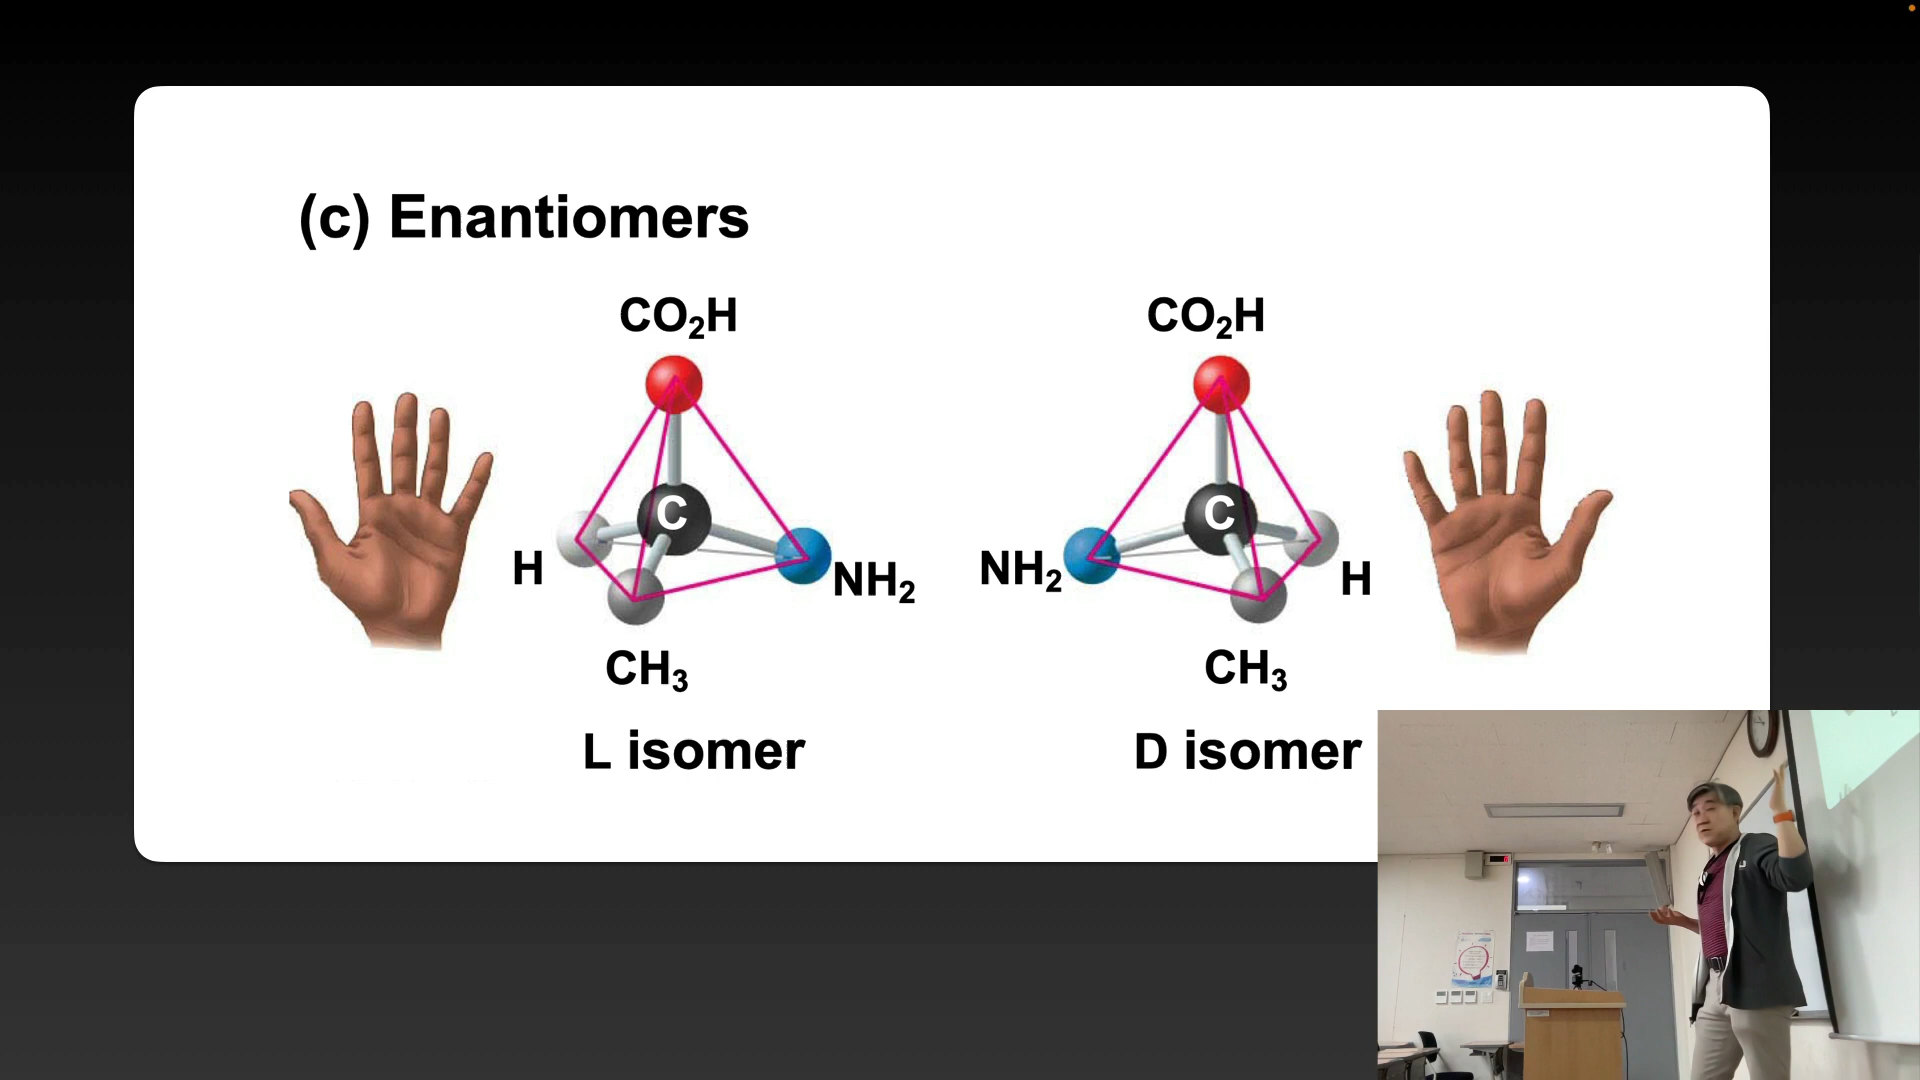 (c) Enantiomers
CO₂H
CO₂H
C
C
H
NH₂
NH₂
H
CH₃
CH₃
L isomer
D isomer